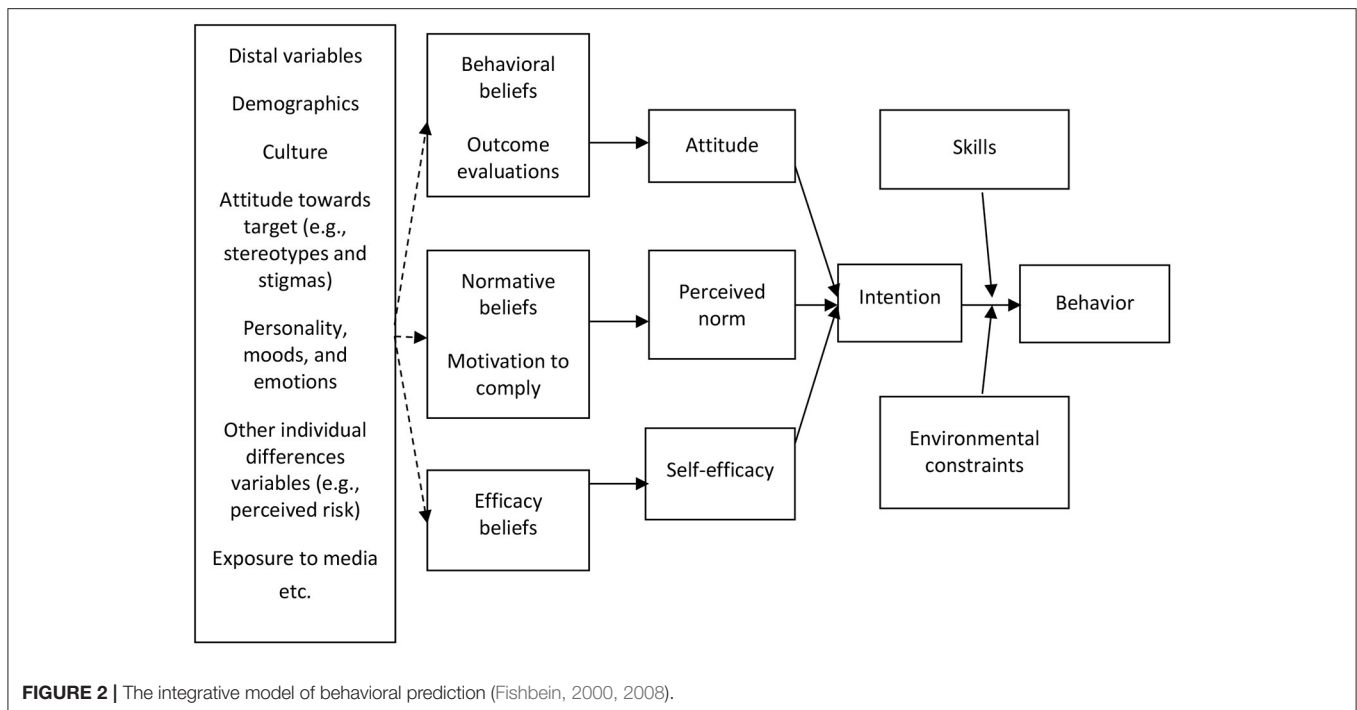 Distal variables
Demographics
Culture
Attitude towards
target (e.g.,
stereotypes and
stigmas)
Personality,
moods, and
emotions
Other individual
differences
variables (e.g.,
perceived risk)
Exposure to media
etc.
Behavioral
beliefs
Outcome
evaluations
Normative
beliefs
Motivation to
comply
Efficacy
beliefs
Attitude
Perceived
norm
Self-efficacy
Intention
Skills
Environmental
constraints
Behavior
FIGURE 2 | The integrative model of behavioral prediction (Fishbein, 2000, 2008).